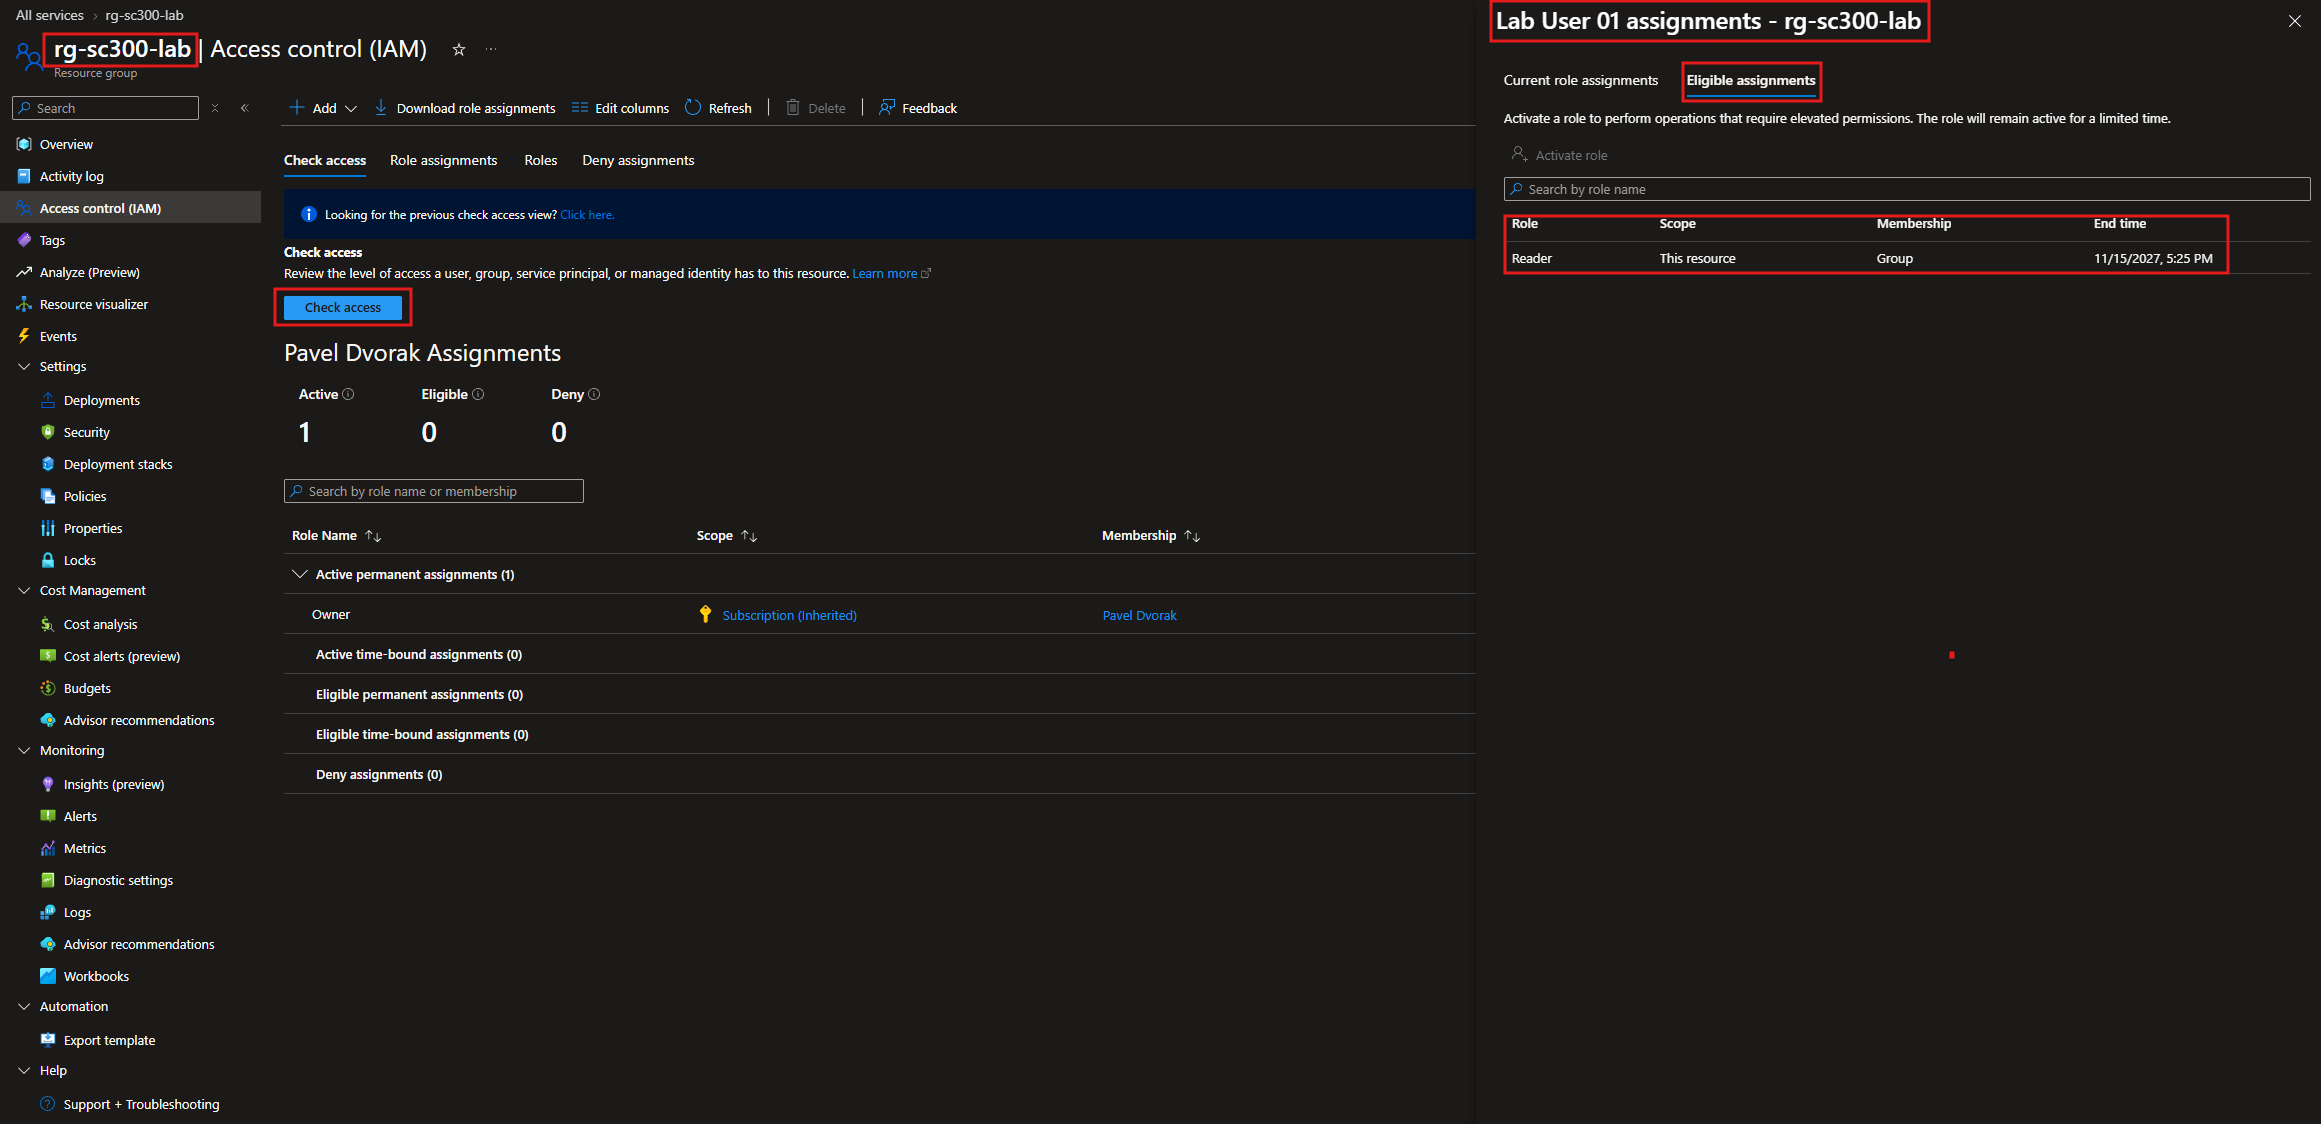 All services › rg-sc300-lab
rg-sc300-lab | Access control (IAM)
Resource group
Search
Overview
Activity log
Access control (IAM)
Tags
Analyze (Preview)
Resource visualizer
Events
Settings
Deployments
Security
Deployment stacks
Policies
Properties
Locks
Cost Management
Cost analysis
Cost alerts (preview)
Budgets
Advisor recommendations
Monitoring
Insights (preview)
Alerts
Metrics
Diagnostic settings
Logs
Advisor recommendations
Workbooks
Automation
Export template
Help
Support + Troubleshooting
Add Download role assignments Edit columns Refresh Delete Feedback
Check access Role assignments Roles Deny assignments
Looking for the previous check access view? Click here.
Check access
Review the level of access a user, group, service principal, or managed identity has to this resource. Learn more
Check access
Pavel Dvorak Assignments
Active Eligible Deny
1 0 0
Search by role name or membership
Role Name Scope Membership
Active permanent assignments (1)
Owner Subscription (Inherited) Pavel Dvorak
Active time-bound assignments (0)
Eligible permanent assignments (0)
Eligible time-bound assignments (0)
Deny assignments (0)
Lab User 01 assignments - rg-sc300-lab
Current role assignments Eligible assignments
Activate a role to perform operations that require elevated permissions. The role will remain active for a limited time.
Activate role
Search by role name
Role Scope Membership End time
Reader This resource Group 11/15/2027, 5:25 PM